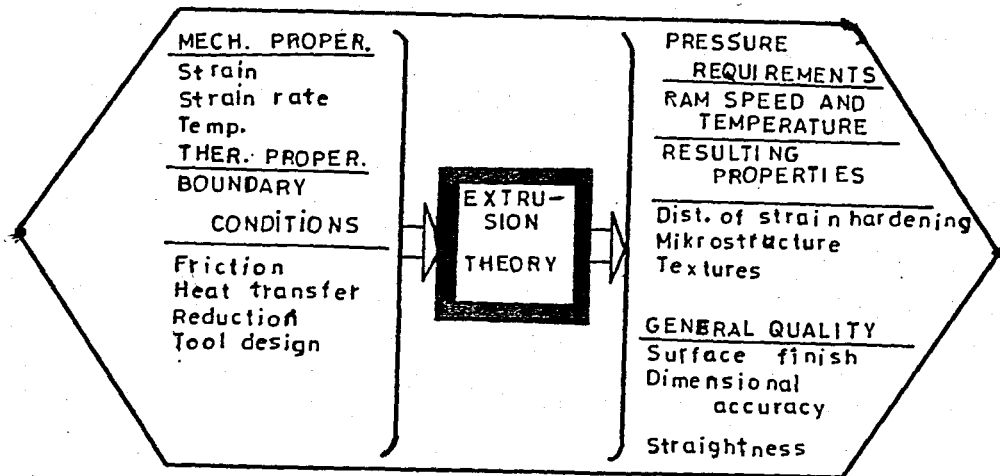 MECH. PROPER.
Strain
Strain rate
Temp.
THER. PROPER.
BOUNDARY
CONDITIONS
Friction
Heat transfer
Reduction
Tool design
EXTRU-
SION
THEORY
PRESSURE
REQUIREMENTS
RAM SPEED AND
TEMPERATURE
RESULTING
PROPERTIES
Dist. of strain hardening
Mikrostructure
Textures
GENERAL QUALITY
Surface finish
Dimensional
accuracy
Straightness